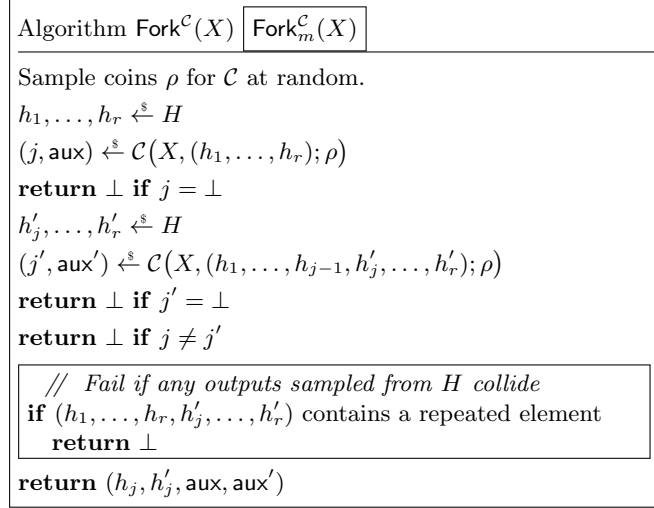 Algorithm Fork^C(X) Fork_m^C(X)
Sample coins ρ for C at random.
h_1, . . . , h_r ←$ H
(j, aux) ←$ C(X, (h_1, . . . , h_r); ρ)
return ⊥ if j = ⊥
h′_j, . . . , h′_r ←$ H
(j′, aux′) ←$ C(X, (h_1, . . . , h_{j−1}, h′_j, . . . , h′_r); ρ)
return ⊥ if j′ = ⊥
return ⊥ if j ≠ j′
// Fail if any outputs sampled from H collide
if (h_1, . . . , h_r, h′_j, . . . , h′_r) contains a repeated element
return ⊥
return (h_j, h′_j, aux, aux′)